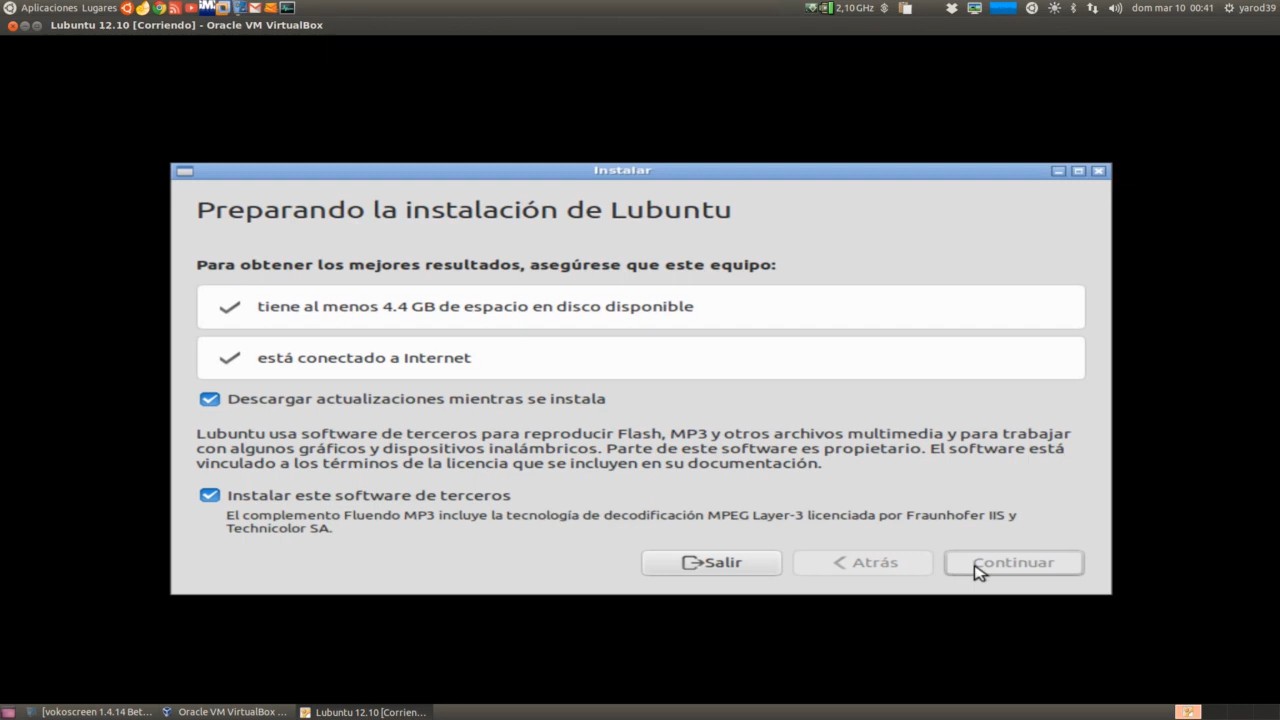 Aplicaciones Lugares
2,10GHz
dom mar 10 00:41
yarod39
Lubuntu 12.10 [Corriendo] - Oracle VM VirtualBox
Instalar
Preparando la instalación de Lubuntu
Para obtener los mejores resultados, asegúrese que este equipo:
tiene al menos 4.4 GB de espacio en disco disponible
está conectado a Internet
Descargar actualizaciones mientras se instala
Lubuntu usa software de terceros para reproducir Flash, MP3 y otros archivos multimedia y para trabajar
con algunos gráficos y dispositivos inalámbricos. Parte de este software es propietario. El software está
vinculado a los términos de la licencia que se incluyen en su documentación.
Instalar este software de terceros
El complemento Fluendo MP3 incluye la tecnología de decodificación MPEG Layer-3 licenciada por Fraunhofer IIS y
Technicolor SA.
Salir
Atrás
Continuar
[vokoscreen 1.4.14 Bet...
Oracle VM VirtualBox ...
Lubuntu 12.10 [Corrien...